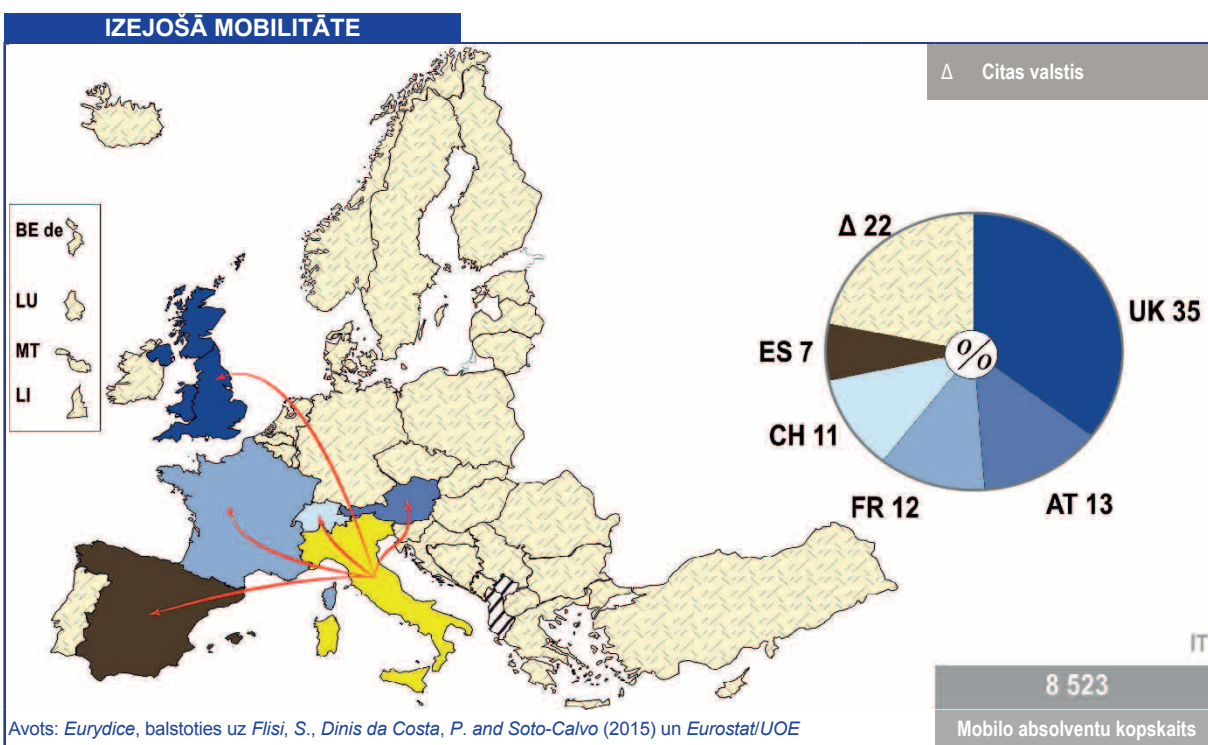 IZEJOŠĀ MOBILITĀTE
Δ Citas valstis
BE de
LU
MT
LI
Δ 22
UK 35
ES 7
%
CH 11
FR 12
AT 13
IT
8 523
Mobilo absolventu kopskaits
Avots: Eurydice, balstoties uz Flisi, S., Dinis da Costa, P. and Soto-Calvo (2015) un Eurostat/UOE